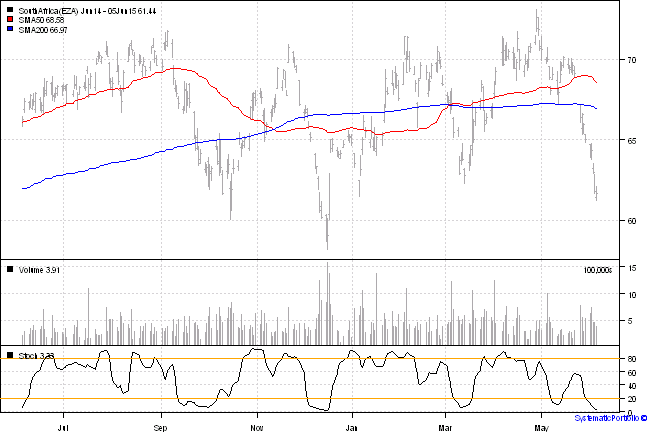 SouthAfrica(EZA) Jun14 - 05Jun15 61.44
SMA50 68.58
SMA200 66.97
70
65
60
Volume 3.91
100,000s
15
10
5
Stoch 3.33
80
60
40
20
0
Jul Sep Nov Jan Mar May
SystematicPortfolio ©